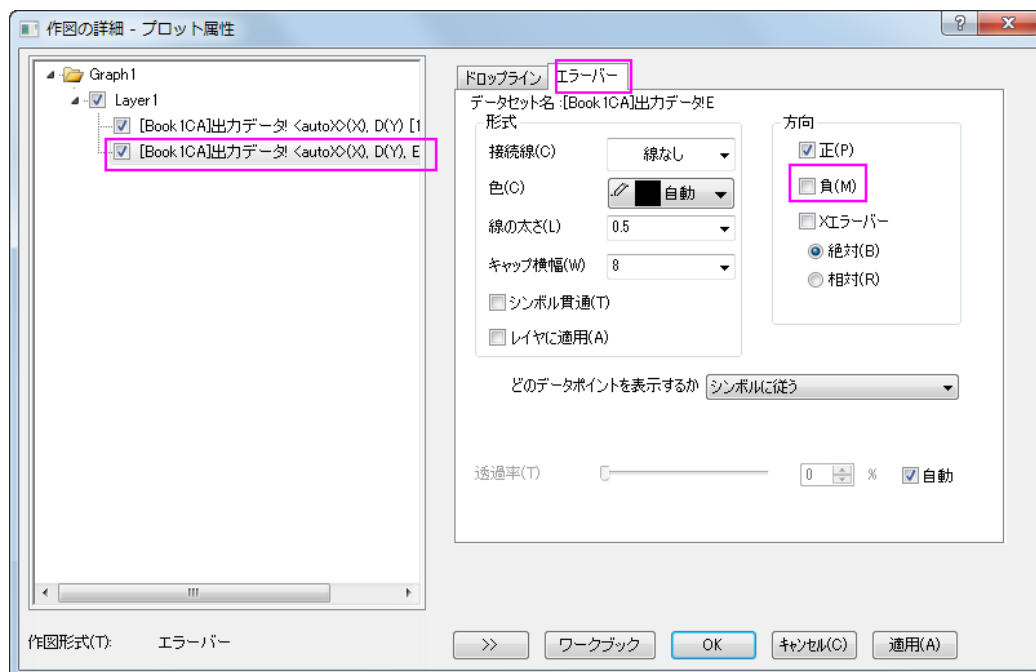 作図の詳細 - プロット属性
Graph1
Layer1
[Book1CA]出力データ! <autoX>(X), D(Y) [1
[Book1CA]出力データ! <autoX>(X), D(Y), E
ドロップライン
エラーバー
データセット名:[Book1CA]出力データ!E
形式
接続線(C)
線なし
色(C)
自動
線の太さ(L)
0.5
キャップ横幅(W)
8
シンボル貫通(T)
レイヤに適用(A)
方向
正(P)
負(M)
Xエラーバー
絶対(B)
相対(R)
どのデータポイントを表示するか
シンボルに従う
透過率(T)
0
%
自動
作図形式(T):
エラーバー
>>
ワークブック
OK
キャンセル(C)
適用(A)